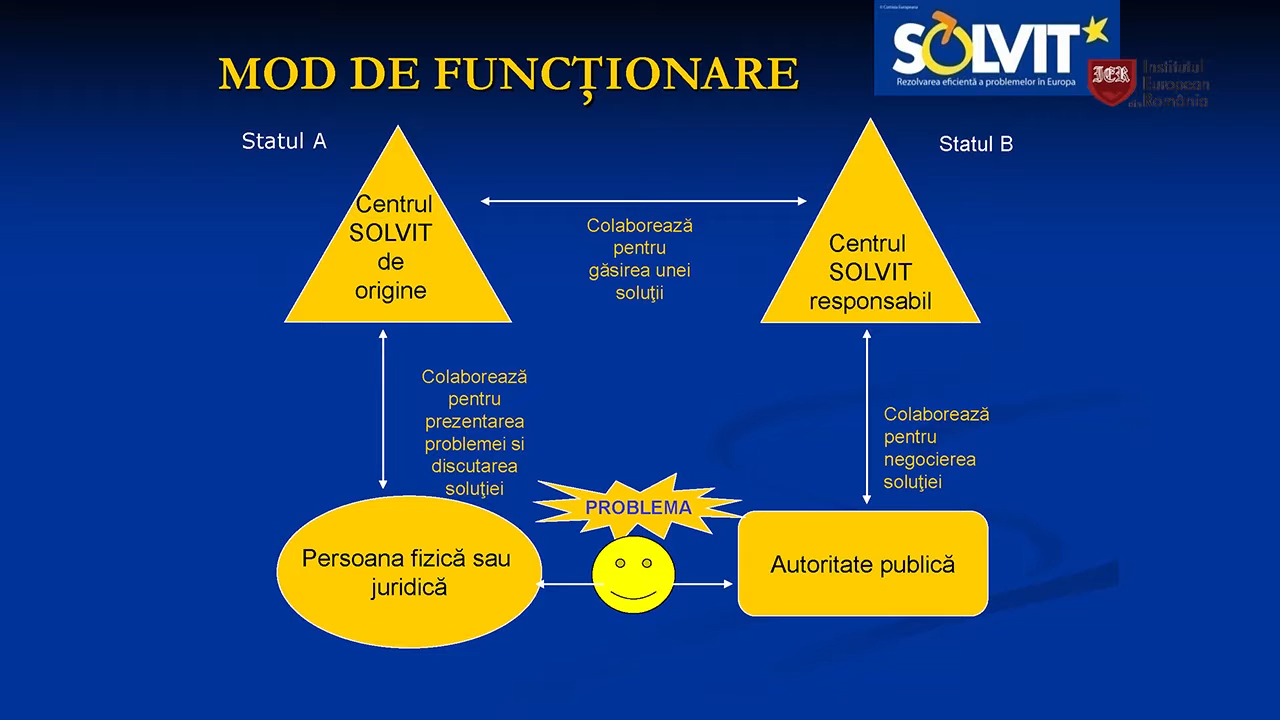 © Comisia Europeana
SOLVIT
Rezolvarea eficientă a problemelor în Europa
Institutul
European
din România
MOD DE FUNCȚIONARE
Statul A
Statul B
Centrul
SOLVIT
de
origine
Colaborează
pentru
găsirea unei
soluţii
Centrul
SOLVIT
responsabil
Colaborează
pentru
prezentarea
problemei si
discutarea
soluţiei
Colaborează
pentru
negocierea
soluţiei
PROBLEMA
Persoana fizică sau
juridică
Autoritate publică